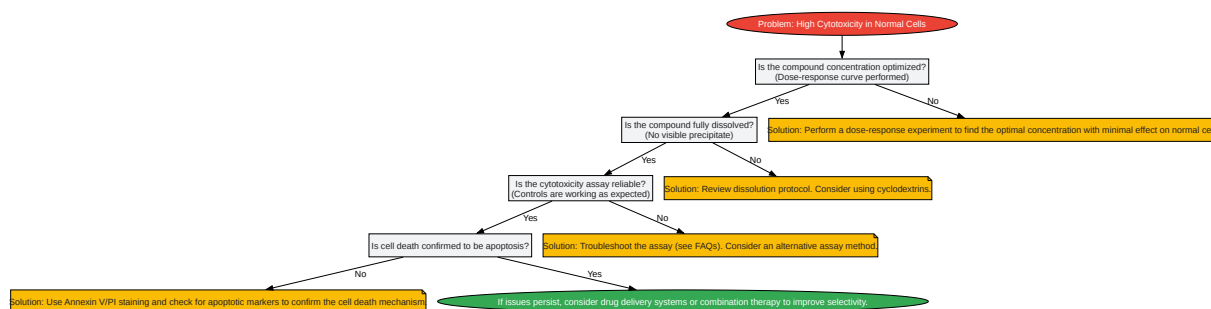 Problem: High Cytotoxicity in Normal Cells
Is the compound concentration optimized?
(Dose-response curve performed)
Yes
No
Is the compound fully dissolved?
(No visible precipitate)
Solution: Perform a dose-response experiment to find the optimal concentration with minimal effect on normal ce
Yes
No
Is the cytotoxicity assay reliable?
(Controls are working as expected)
Solution: Review dissolution protocol. Consider using cyclodextrins.
Yes
No
Is cell death confirmed to be apoptosis?
Solution: Troubleshoot the assay (see FAQs). Consider an alternative assay method.
No
Yes
Solution: Use Annexin V/PI staining and check for apoptotic markers to confirm the cell death mechanism.
If issues persist, consider drug delivery systems or combination therapy to improve selectivity.